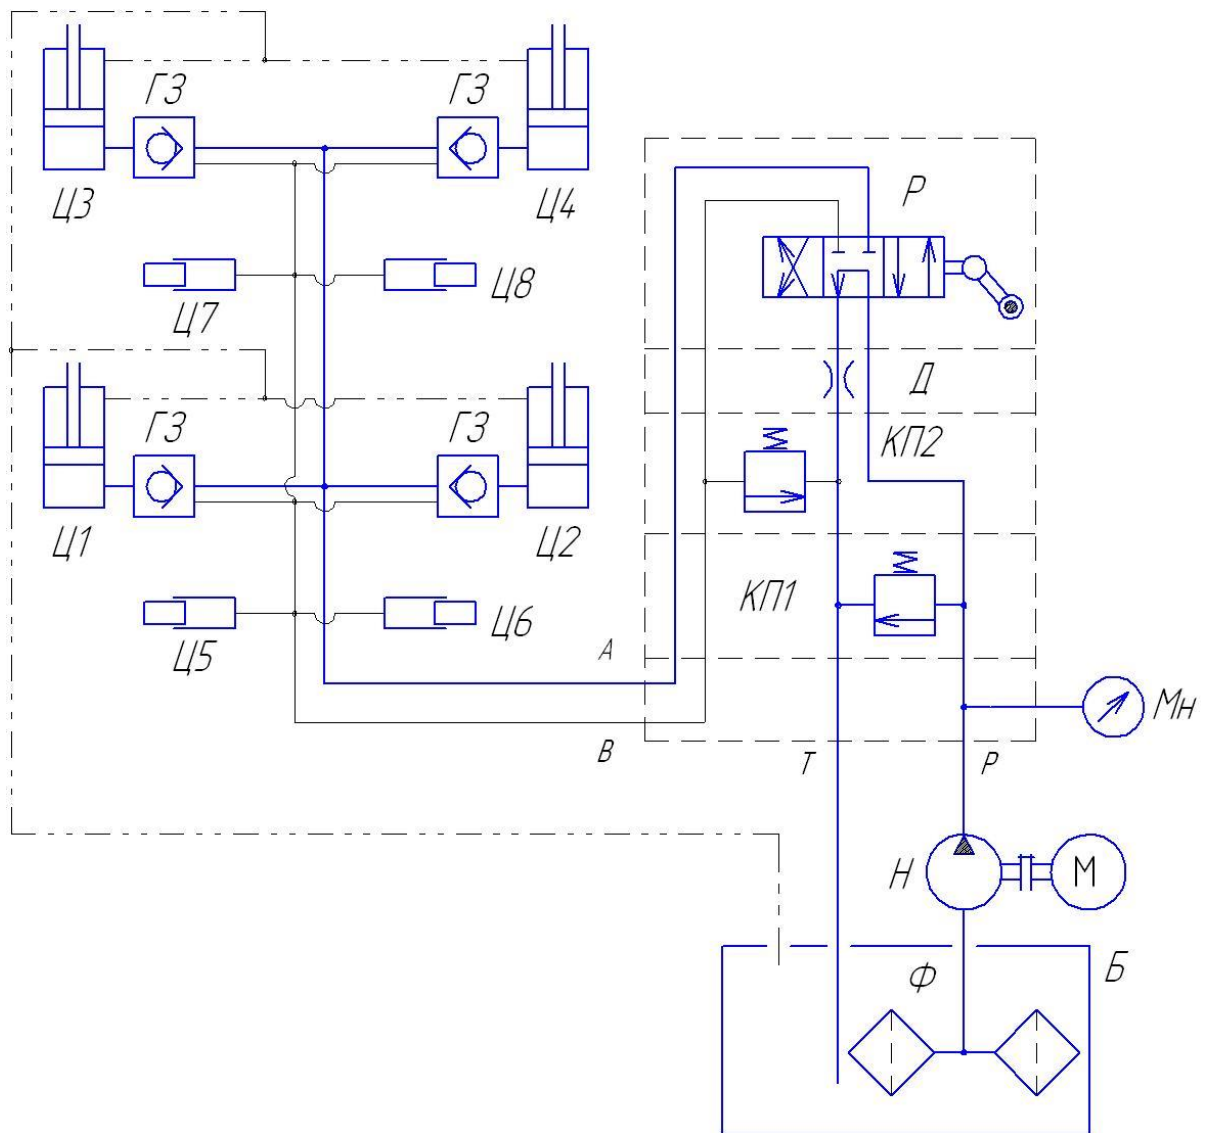 ГЗ ГЗ
Ц3 Ц4
Р
Ц7 Ц8
Д
ГЗ ГЗ
КП2
Ц1 Ц2
КП1
Ц5 Ц6
А
В Т Р
Мн
Н М
Ф Б